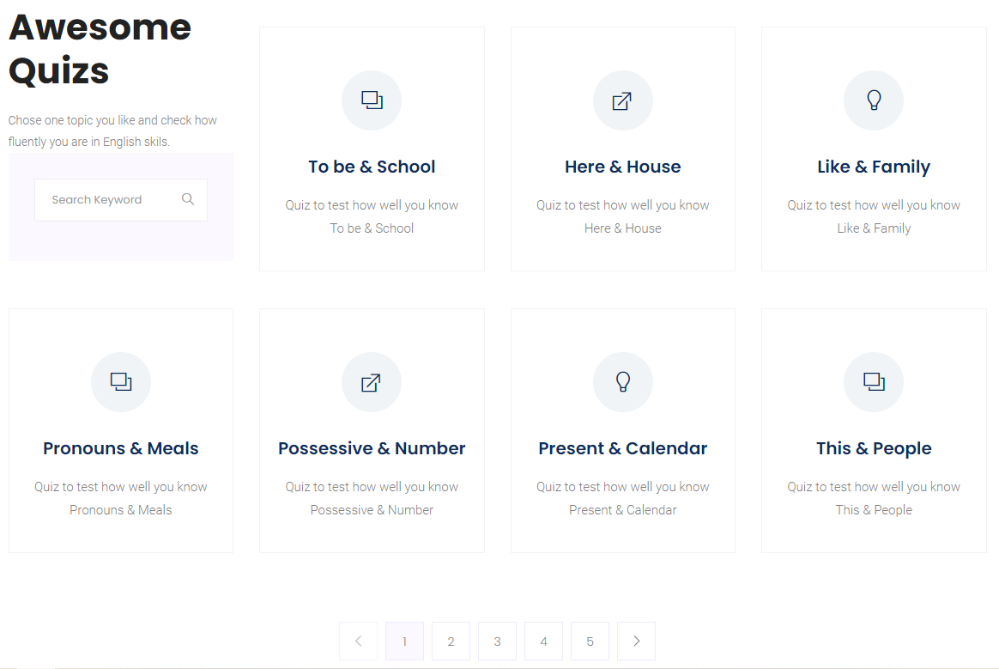 Awesome
Quizs
Chose one topic you like and check how
fluently you are in English skils.
Search Keyword
To be & School
Quiz to test how well you know
To be & School
Here & House
Quiz to test how well you know
Here & House
Like & Family
Quiz to test how well you know
Like & Family
Pronouns & Meals
Quiz to test how well you know
Pronouns & Meals
Possessive & Number
Quiz to test how well you know
Possessive & Number
Present & Calendar
Quiz to test how well you know
Present & Calendar
This & People
Quiz to test how well you know
This & People
1 2 3 4 5